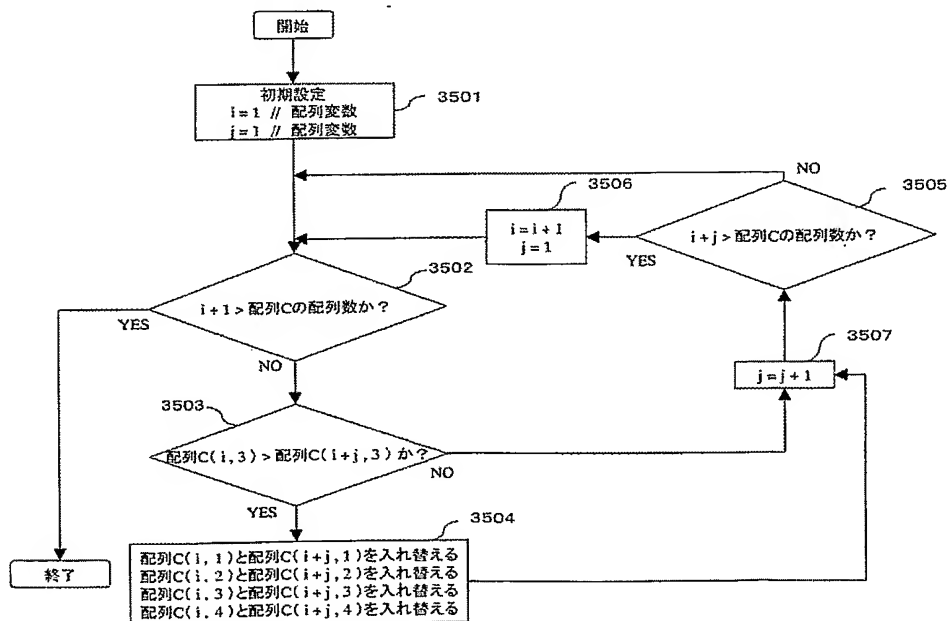 開始
初期設定
i=1 // 配列変数
j=1 // 配列変数
3501
NO
3505
3506
i+j>配列Cの配列数か?
i=i+1
j=1
YES
3502
i+1>配列Cの配列数か?
YES
NO
3507
j=j+1
3503
配列C(i,3)>配列C(i+j,3)か?
NO
YES
3504
配列C(i,1)と配列C(i+j,1)を入れ替える
配列C(i,2)と配列C(i+j,2)を入れ替える
配列C(i,3)と配列C(i+j,3)を入れ替える
配列C(i,4)と配列C(i+j,4)を入れ替える
終了